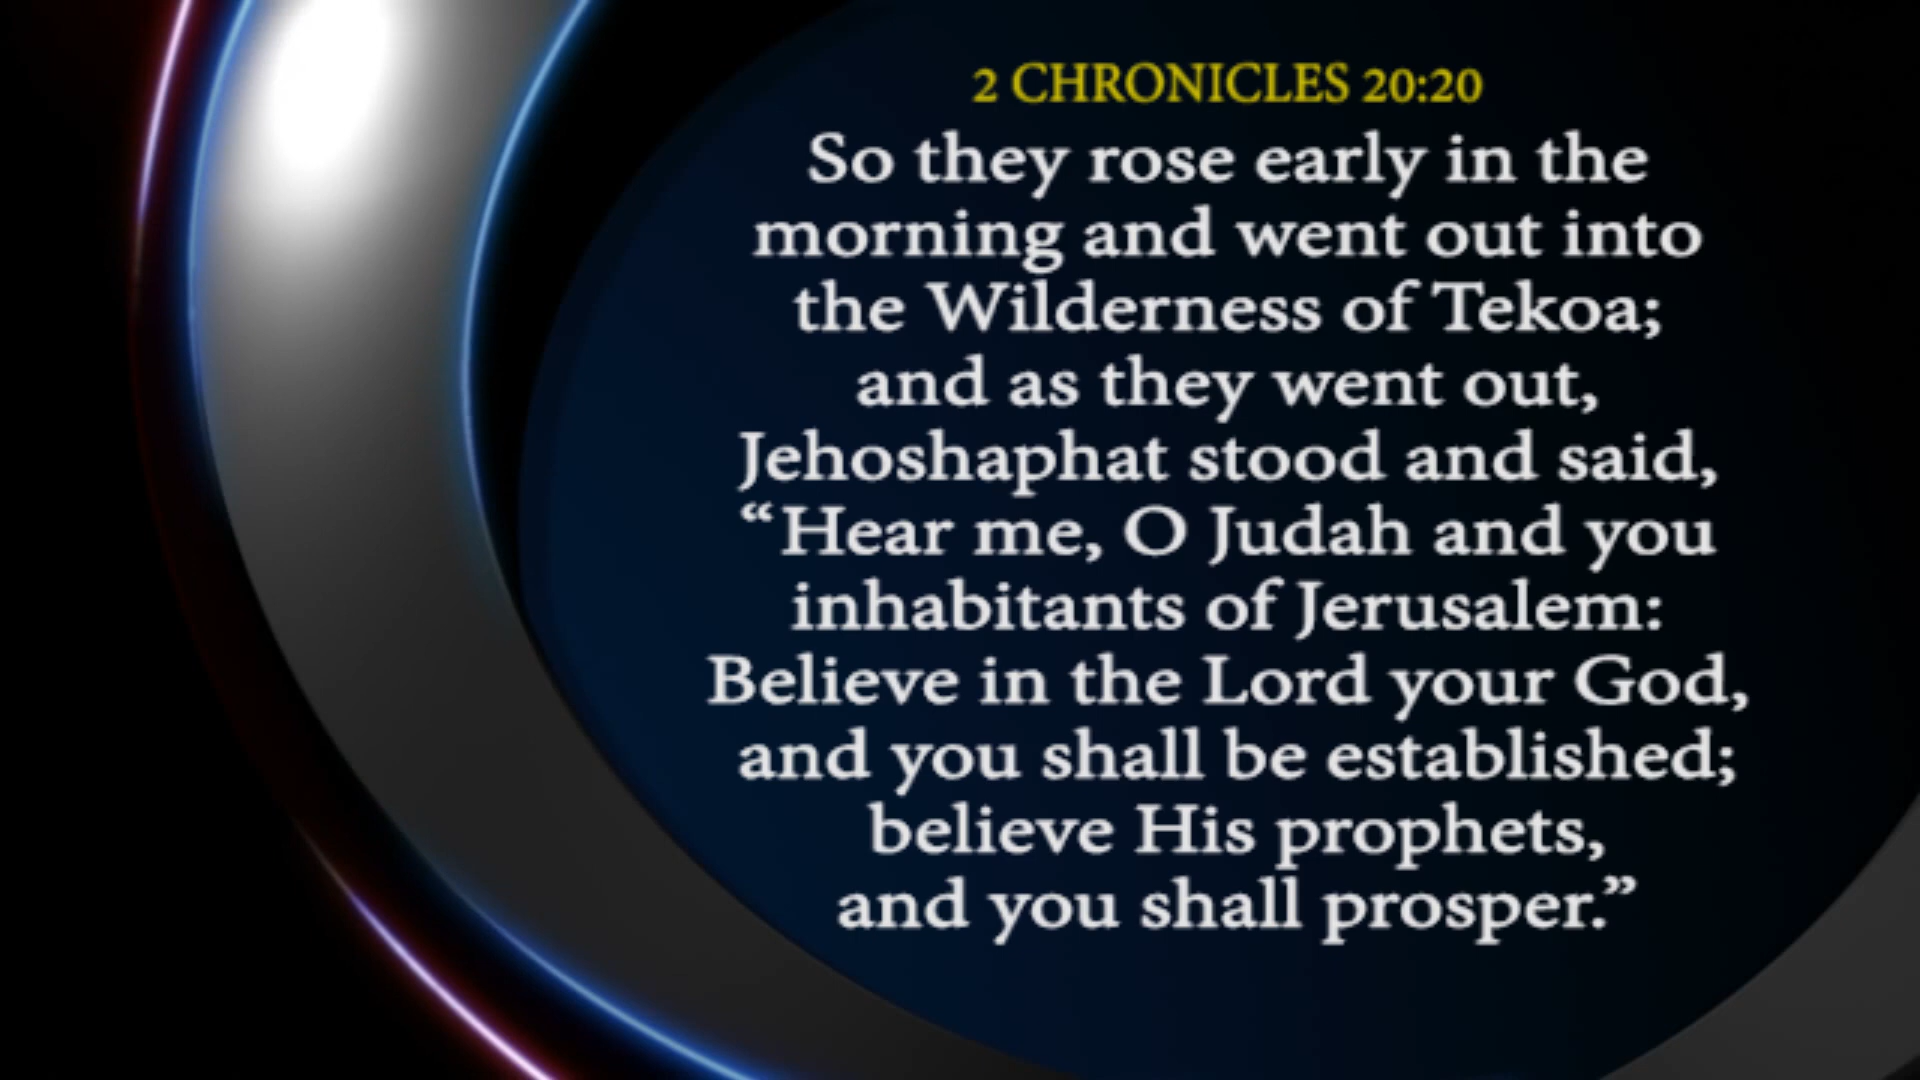 2 CHRONICLES 20:20
So they rose early in the
morning and went out into
the Wilderness of Tekoa;
and as they went out,
Jehoshaphat stood and said,
“Hear me, O Judah and you
inhabitants of Jerusalem:
Believe in the Lord your God,
and you shall be established;
believe His prophets,
and you shall prosper.”